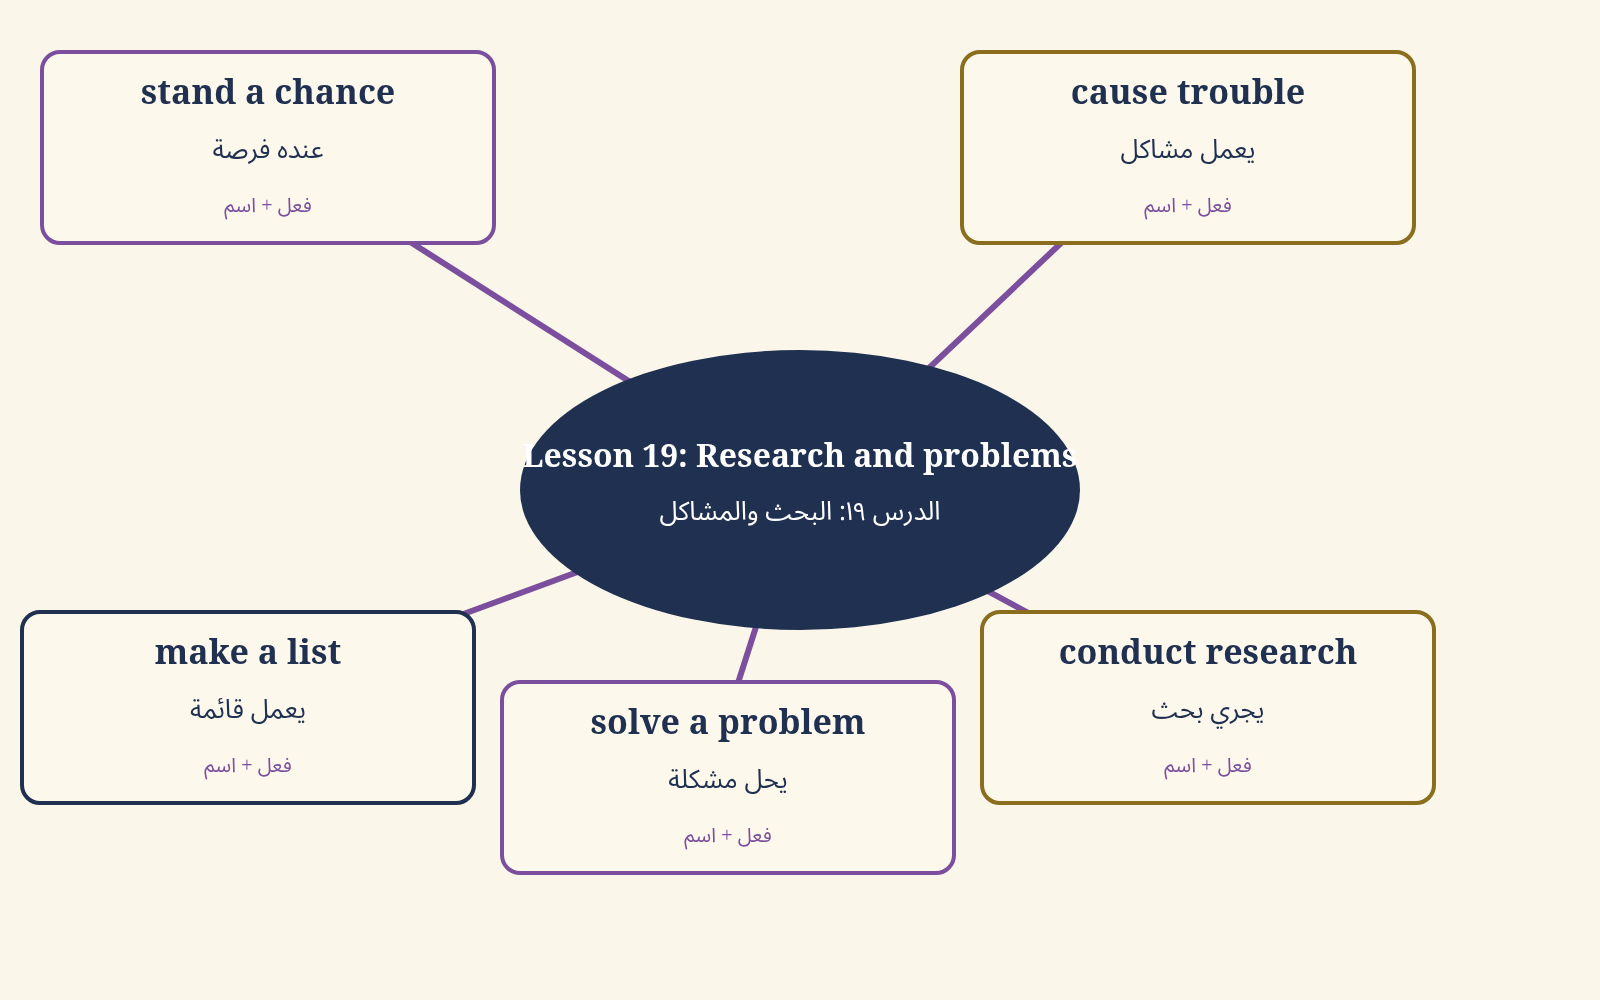 stand a chance
عنده فرصة
فعل + اسم
cause trouble
يعمل مشاكل
فعل + اسم
Lesson 19: Research and problems
الدرس ١٩: البحث والمشاكل
make a list
يعمل قائمة
فعل + اسم
solve a problem
يحل مشكلة
فعل + اسم
conduct research
يجري بحث
فعل + اسم